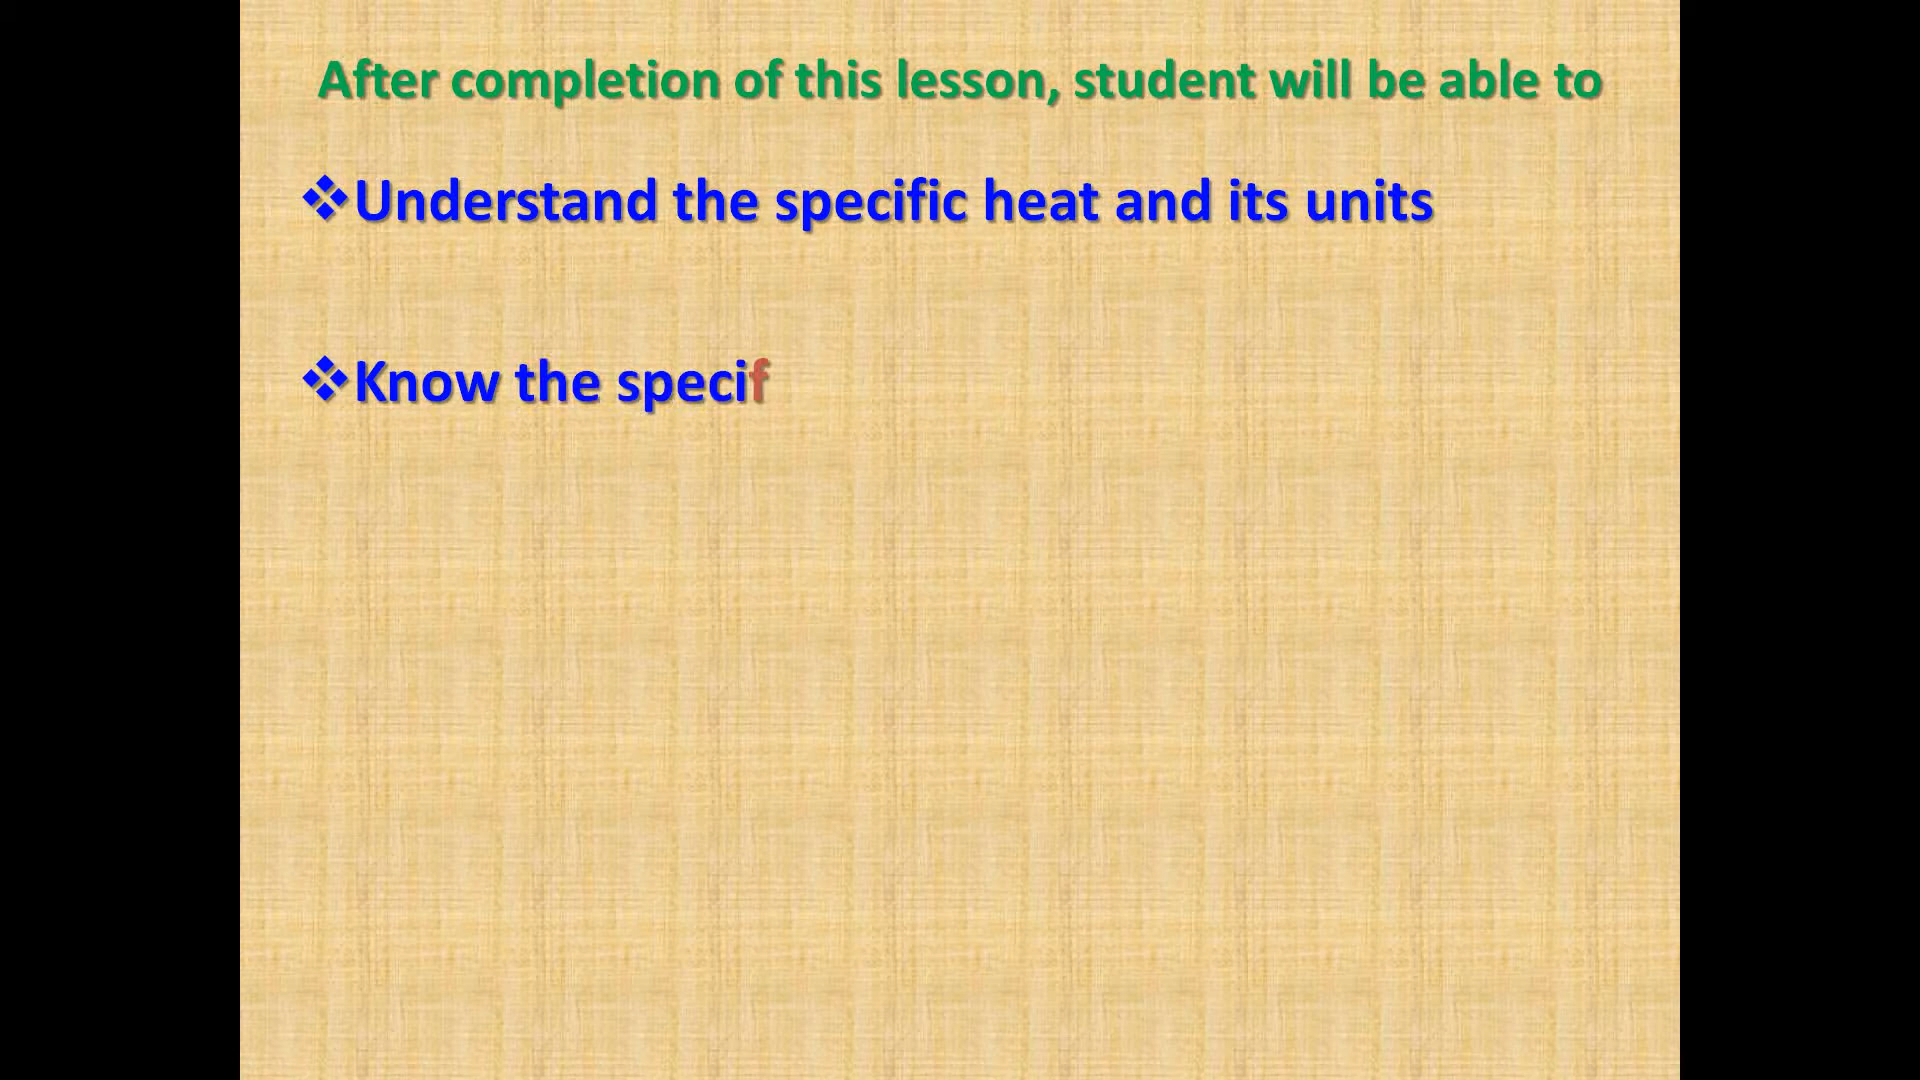 After completion of this lesson, student will be able to
❖Understand the specific heat and its units
❖Know the specif